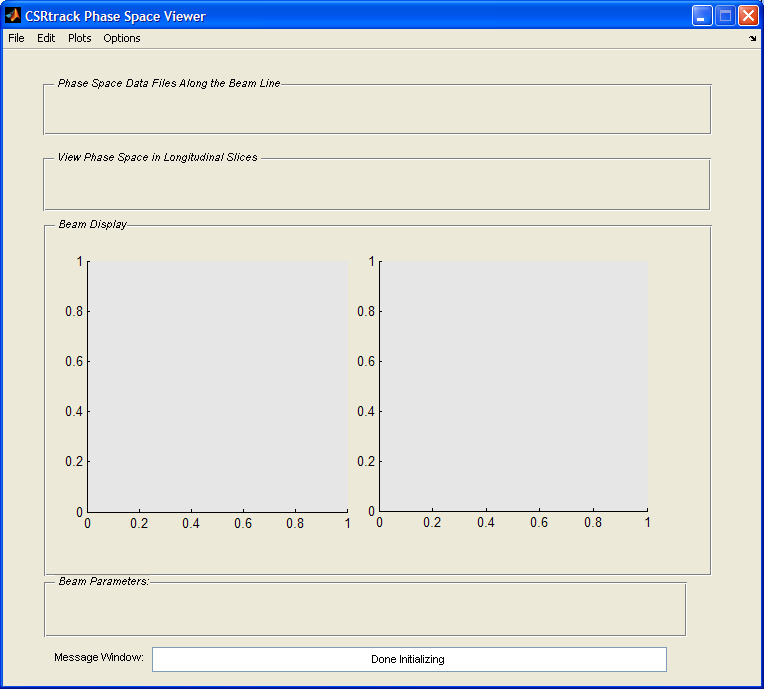 CSRtrack Phase Space Viewer
File Edit Plots Options
Phase Space Data Files Along the Beam Line
View Phase Space in Longitudinal Slices
Beam Display
1 1
0.8 0.8
0.6 0.6
0.4 0.4
0.2 0.2
0 0
0 0.2 0.4 0.6 0.8 1 0 0.2 0.4 0.6 0.8 1
Beam Parameters:
Message Window: Done Initializing